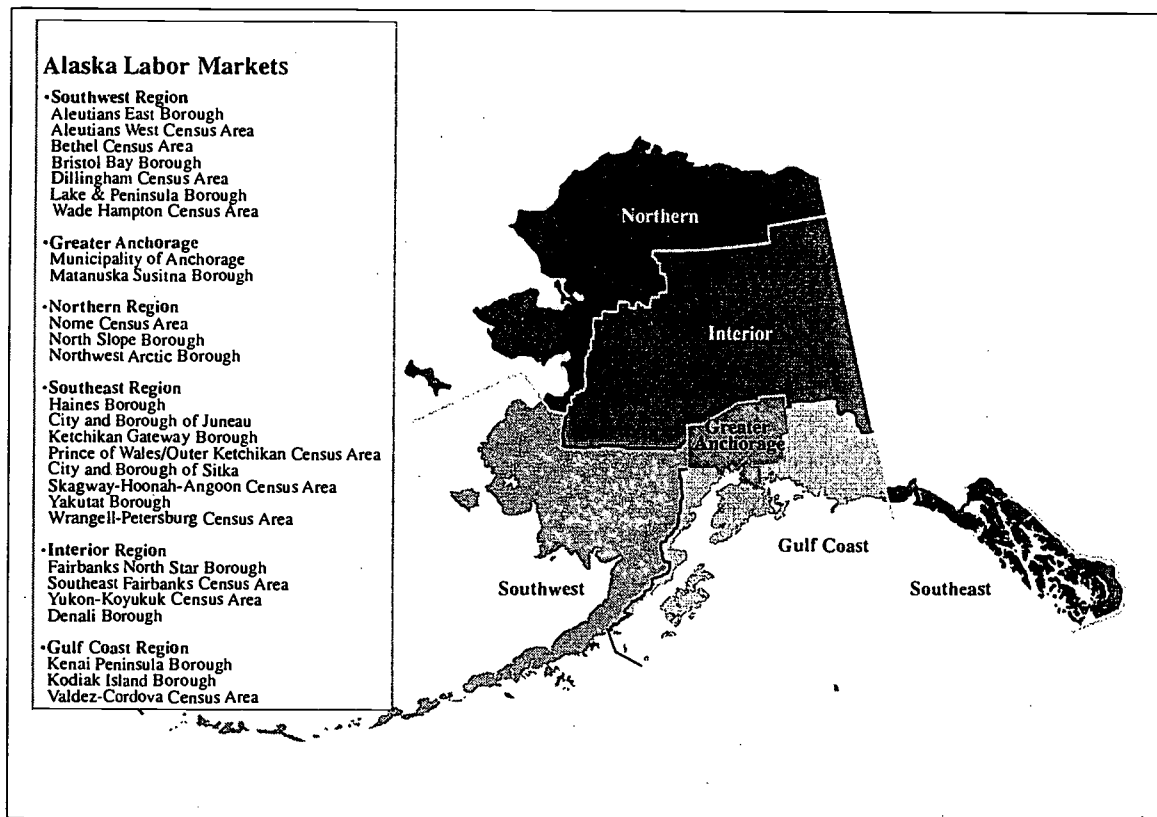 Alaska Labor Markets
•Southwest Region
Aleutians East Borough
Aleutians West Census Area
Bethel Census Area
Bristol Bay Borough
Dillingham Census Area
Lake & Peninsula Borough
Wade Hampton Census Area
•Greater Anchorage
Municipality of Anchorage
Matanuska Susitna Borough
•Northern Region
Nome Census Area
North Slope Borough
Northwest Arctic Borough
•Southeast Region
Haines Borough
City and Borough of Juneau
Ketchikan Gateway Borough
Prince of Wales/Outer Ketchikan Census Area
City and Borough of Sitka
Skagway-Hoonah-Angoon Census Area
Yakutat Borough
Wrangell-Petersburg Census Area
•Interior Region
Fairbanks North Star Borough
Southeast Fairbanks Census Area
Yukon-Koyukuk Census Area
Denali Borough
•Gulf Coast Region
Kenai Peninsula Borough
Kodiak Island Borough
Valdez-Cordova Census Area
Northern
Interior
Greater
Anchorage
Gulf Coast
Southwest
Southeast